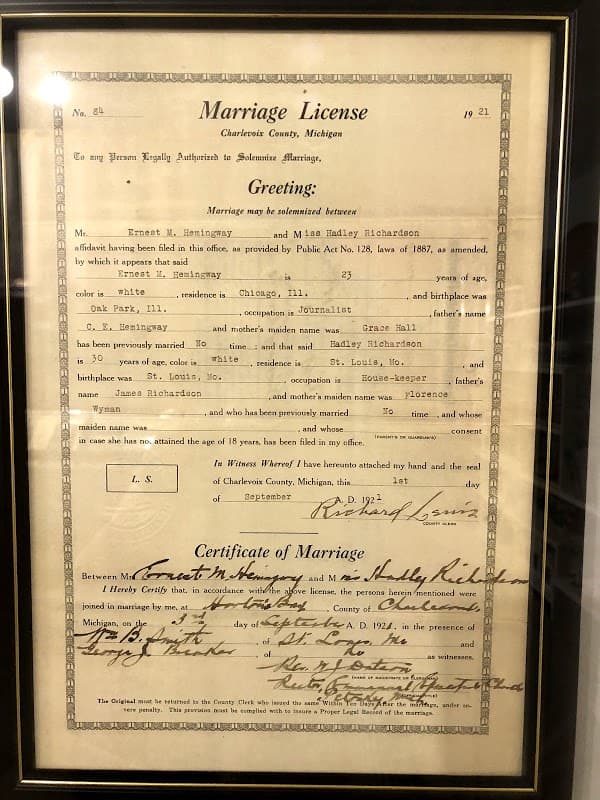 No. 84 Marriage License 19 21
Charlevoix County, Michigan
To any Person Legally Authorized to Solemnize Marriage,
Greeting:
Marriage may be solemnized between
Mr. Ernest M. Hemingway and Miss Hadley Richardson
affidavit having been filed in this office, as provided by Public Act No. 128, laws of 1887, as amended,
by which it appears that said
Ernest M. Hemingway is 23 years of age,
color is white, residence is Chicago, Ill., and birthplace was
Oak Park, Ill., occupation is Journalist, father's name
C. E. Hemingway and mother's maiden name was Grace Hall
has been previously married No time and that said Hadley Richardson
is 30 years of age, color is white, residence is St. Louis, Mo., and
birthplace was St. Louis, Mo., occupation is House-keeper, father's
name James Richardson, and mother's maiden name was Florence
Wyman, and who has been previously married No time, and whose
maiden name was, and whose consent
(PARENT'S OR GUARDIAN'S)
in case she has not attained the age of 18 years, has been filed in my office.
In Witness Whereof I have hereunto attached my hand and the seal
L. S. of Charlevoix County, Michigan, this 1st day
of September A. D. 1921
Richard Lewis
COUNTY CLERK
Certificate of Marriage
Between Mr. Ernest M Hemingway and Miss Hadley Richardson
I Hereby Certify that, in accordance with the above license, the persons herein mentioned were
joined in marriage by me, at Horton's Bay, County of Charlevoix,
Michigan, on the 3rd day of September A. D. 1921, in the presence of
Wm B. Smith, of St. Louis, Mo and
George J. of as witnesses.
Rev.
(NAME OF MAGISTRATE OR CLERGYMAN)
Rector, Church
Petoskey Mich
The Original must be returned to the County Clerk who issued the same Within Ten Days After the marriage, under se-
vere penalty. This provision must be complied with to insure a Proper Legal Record of the marriage.